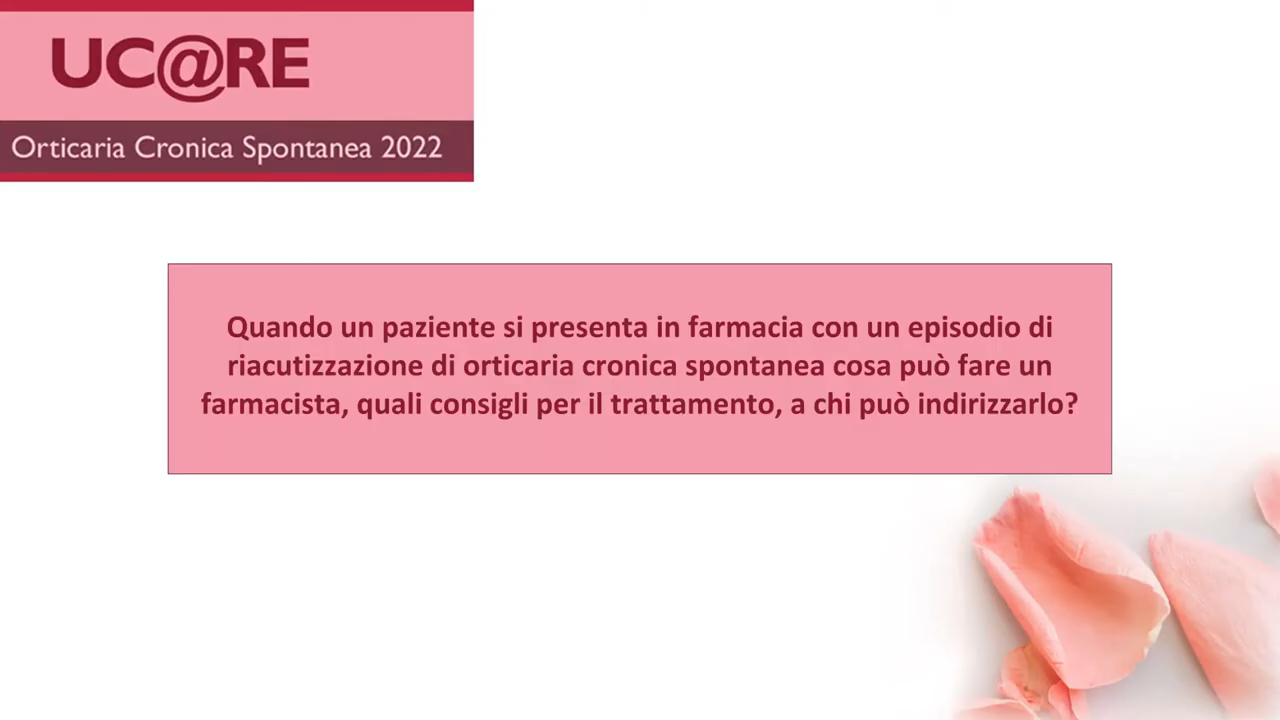 UC@RE
Orticaria Cronica Spontanea 2022
Quando un paziente si presenta in farmacia con un episodio di
riacutizzazione di orticaria cronica spontanea cosa può fare un
farmacista, quali consigli per il trattamento, a chi può indirizzarlo?